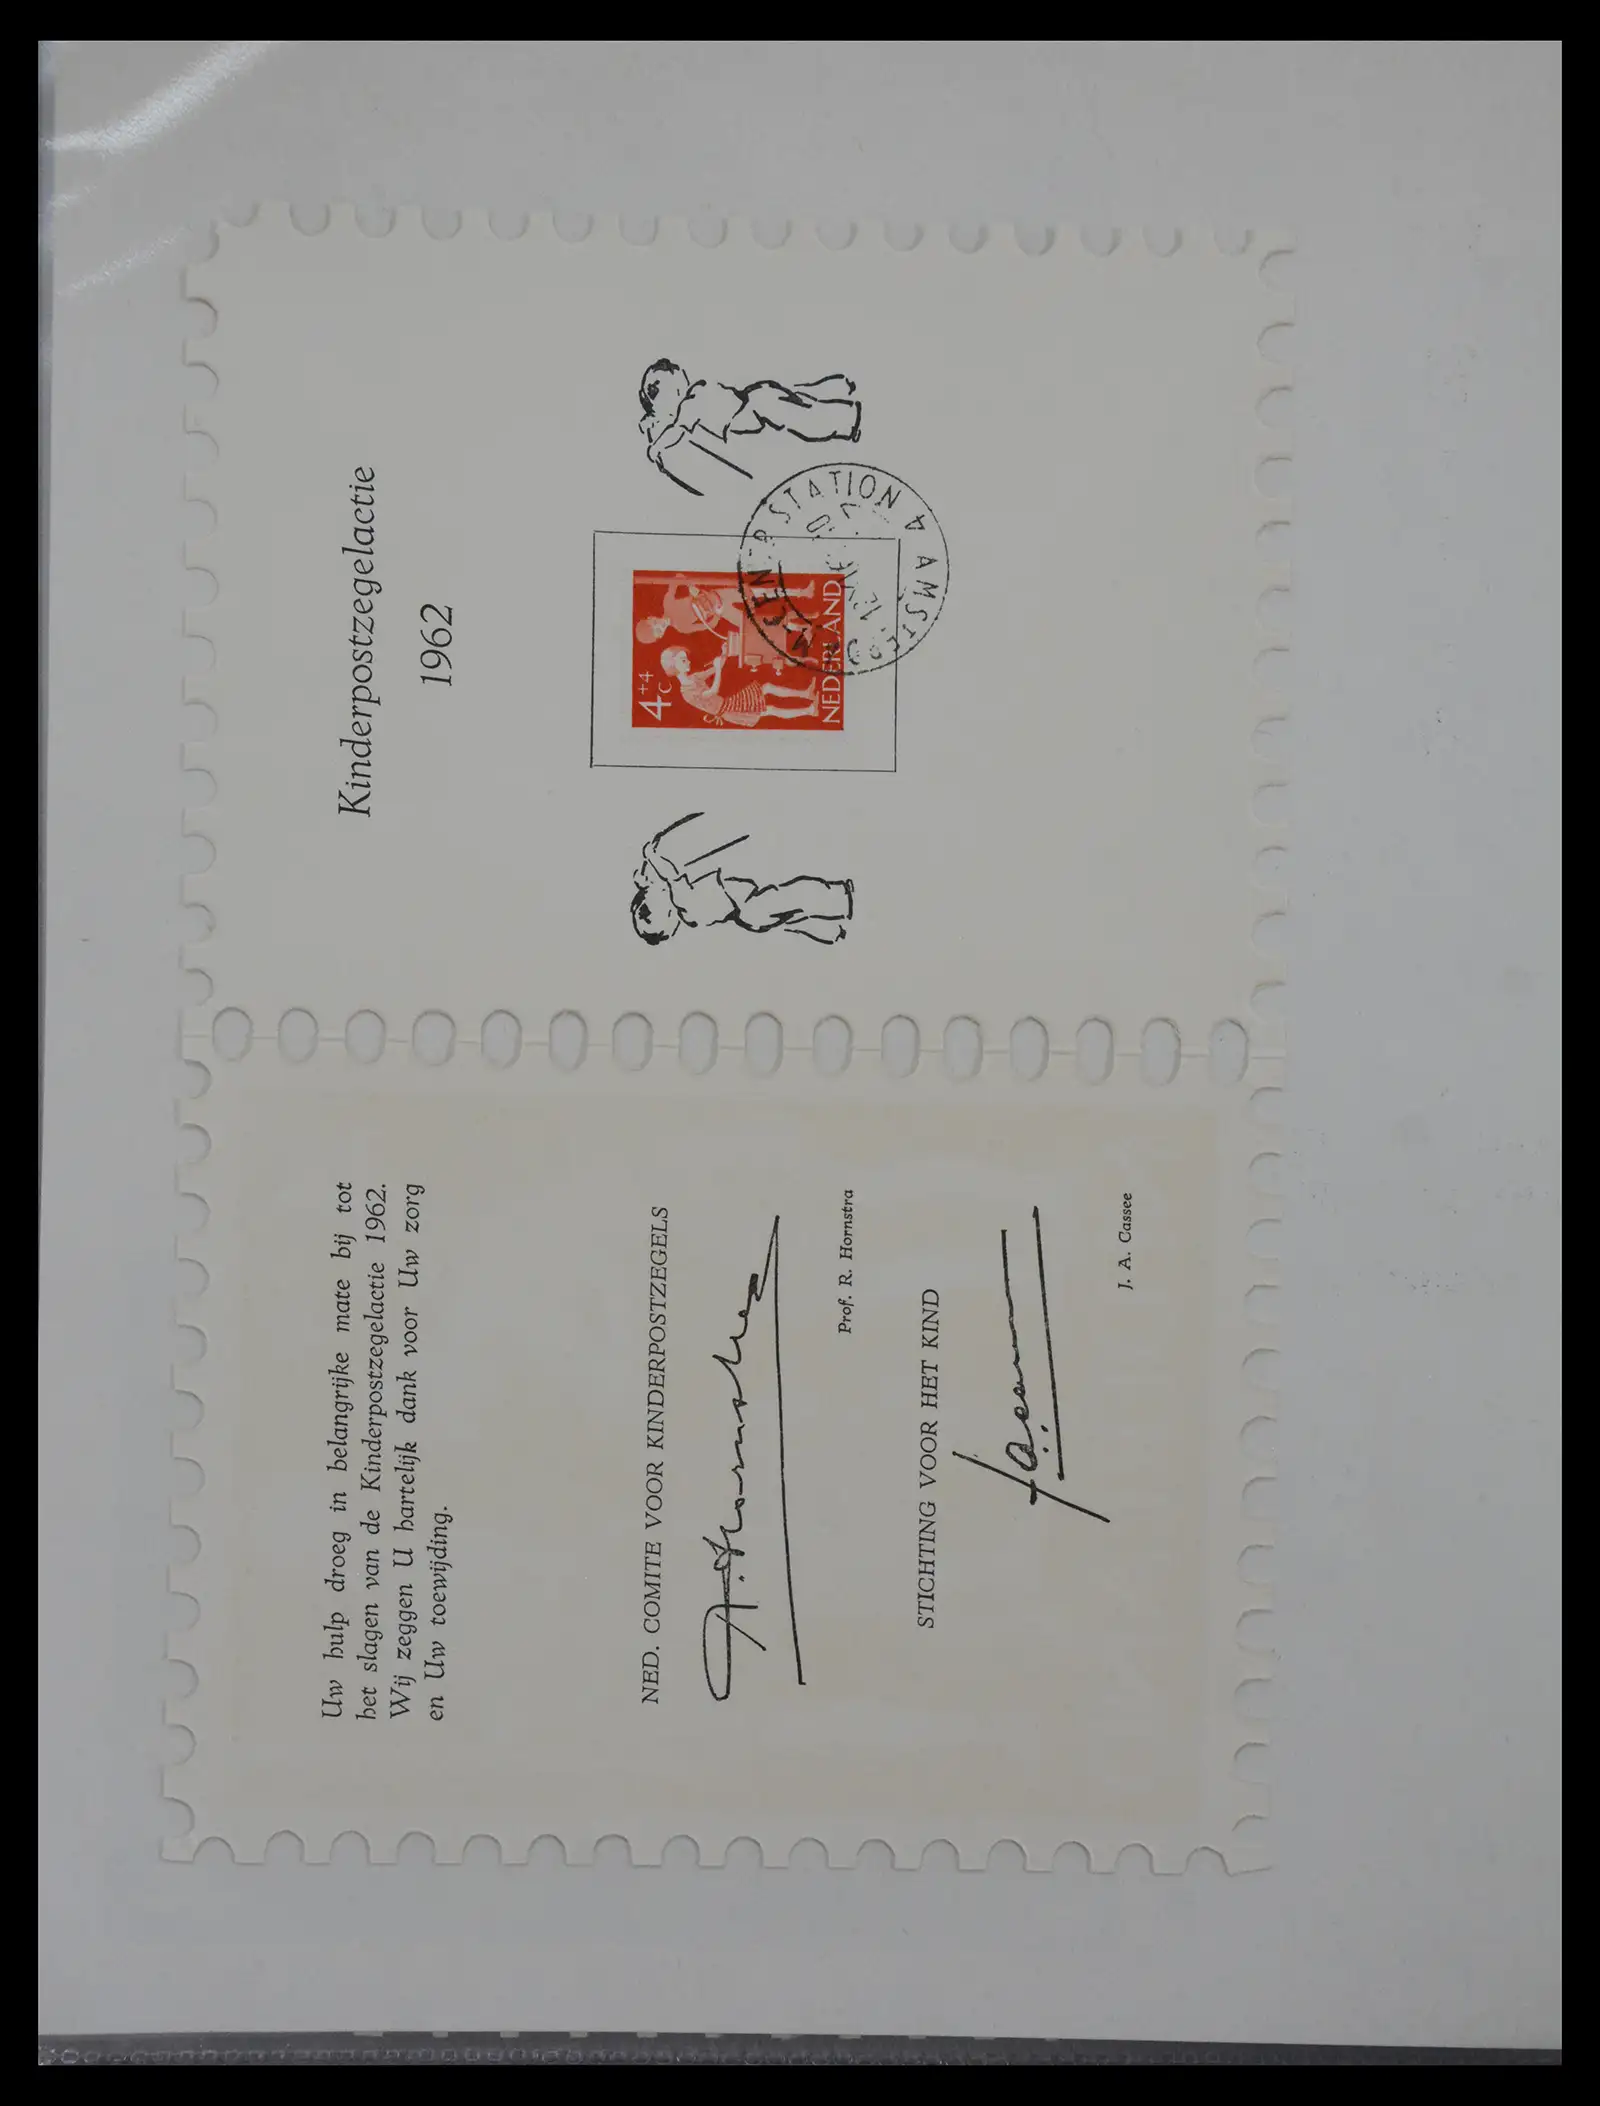 Uw hulp droeg in belangrijke mate bij tot
het slagen van de Kinderpostzegelactie 1962.
Wij zeggen U hartelijk dank voor Uw zorg
en Uw toewijding.
NED. COMITE VOOR KINDERPOSTZEGELS
Prof. R. Hornstra
STICHTING VOOR HET KIND
J. A. Cassee
Kinderpostzegelactie
1962
4+4
c
NEDERLAND
STATION AMSTER